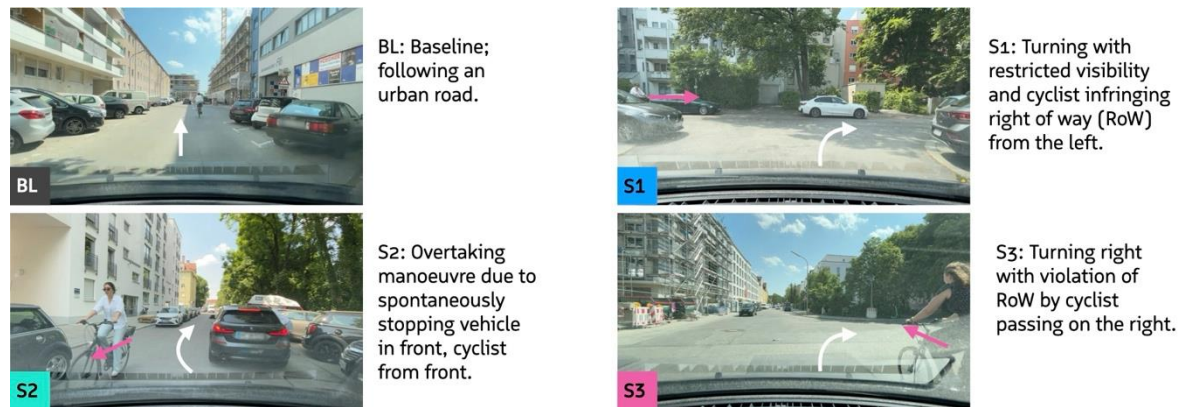 BL: Baseline;
following an
urban road.
BL
S1: Turning with
restricted visibility
and cyclist infringing
right of way (RoW)
from the left.
S1
S2: Overtaking
manoeuvre due to
spontaneously
stopping vehicle
in front, cyclist
from front.
S2
S3: Turning right
with violation of
RoW by cyclist
passing on the right.
S3